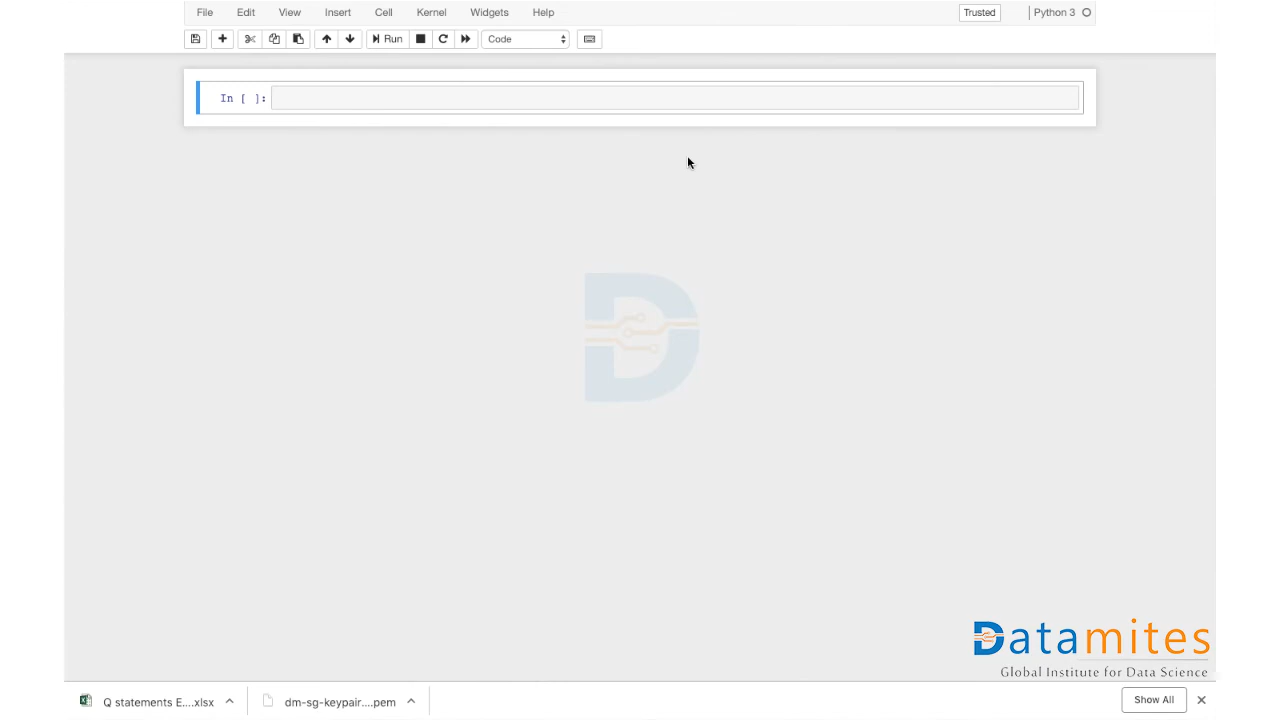 File Edit View Insert Cell Kernel Widgets Help Trusted Python 3
Run Code
In [ ]:
Datamites
Global Institute for Data Science
Q statements E....xlsx dm-sg-keypair....pem Show All